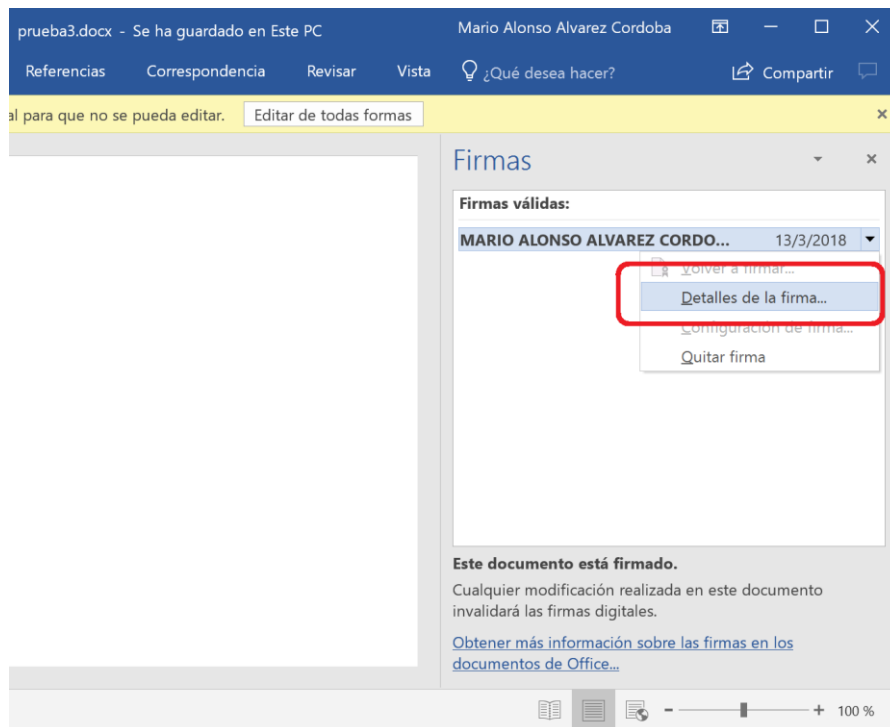 prueba3.docx - Se ha guardado en Este PC
Mario Alonso Alvarez Cordoba
Referencias Correspondencia Revisar Vista ¿Qué desea hacer? Compartir
al para que no se pueda editar. Editar de todas formas
Firmas
Firmas válidas:
MARIO ALONSO ALVAREZ CORDO... 13/3/2018
Volver a firmar...
Detalles de la firma...
Configuración de firma...
Quitar firma
Este documento está firmado.
Cualquier modificación realizada en este documento
invalidará las firmas digitales.
Obtener más información sobre las firmas en los
documentos de Office...
100 %